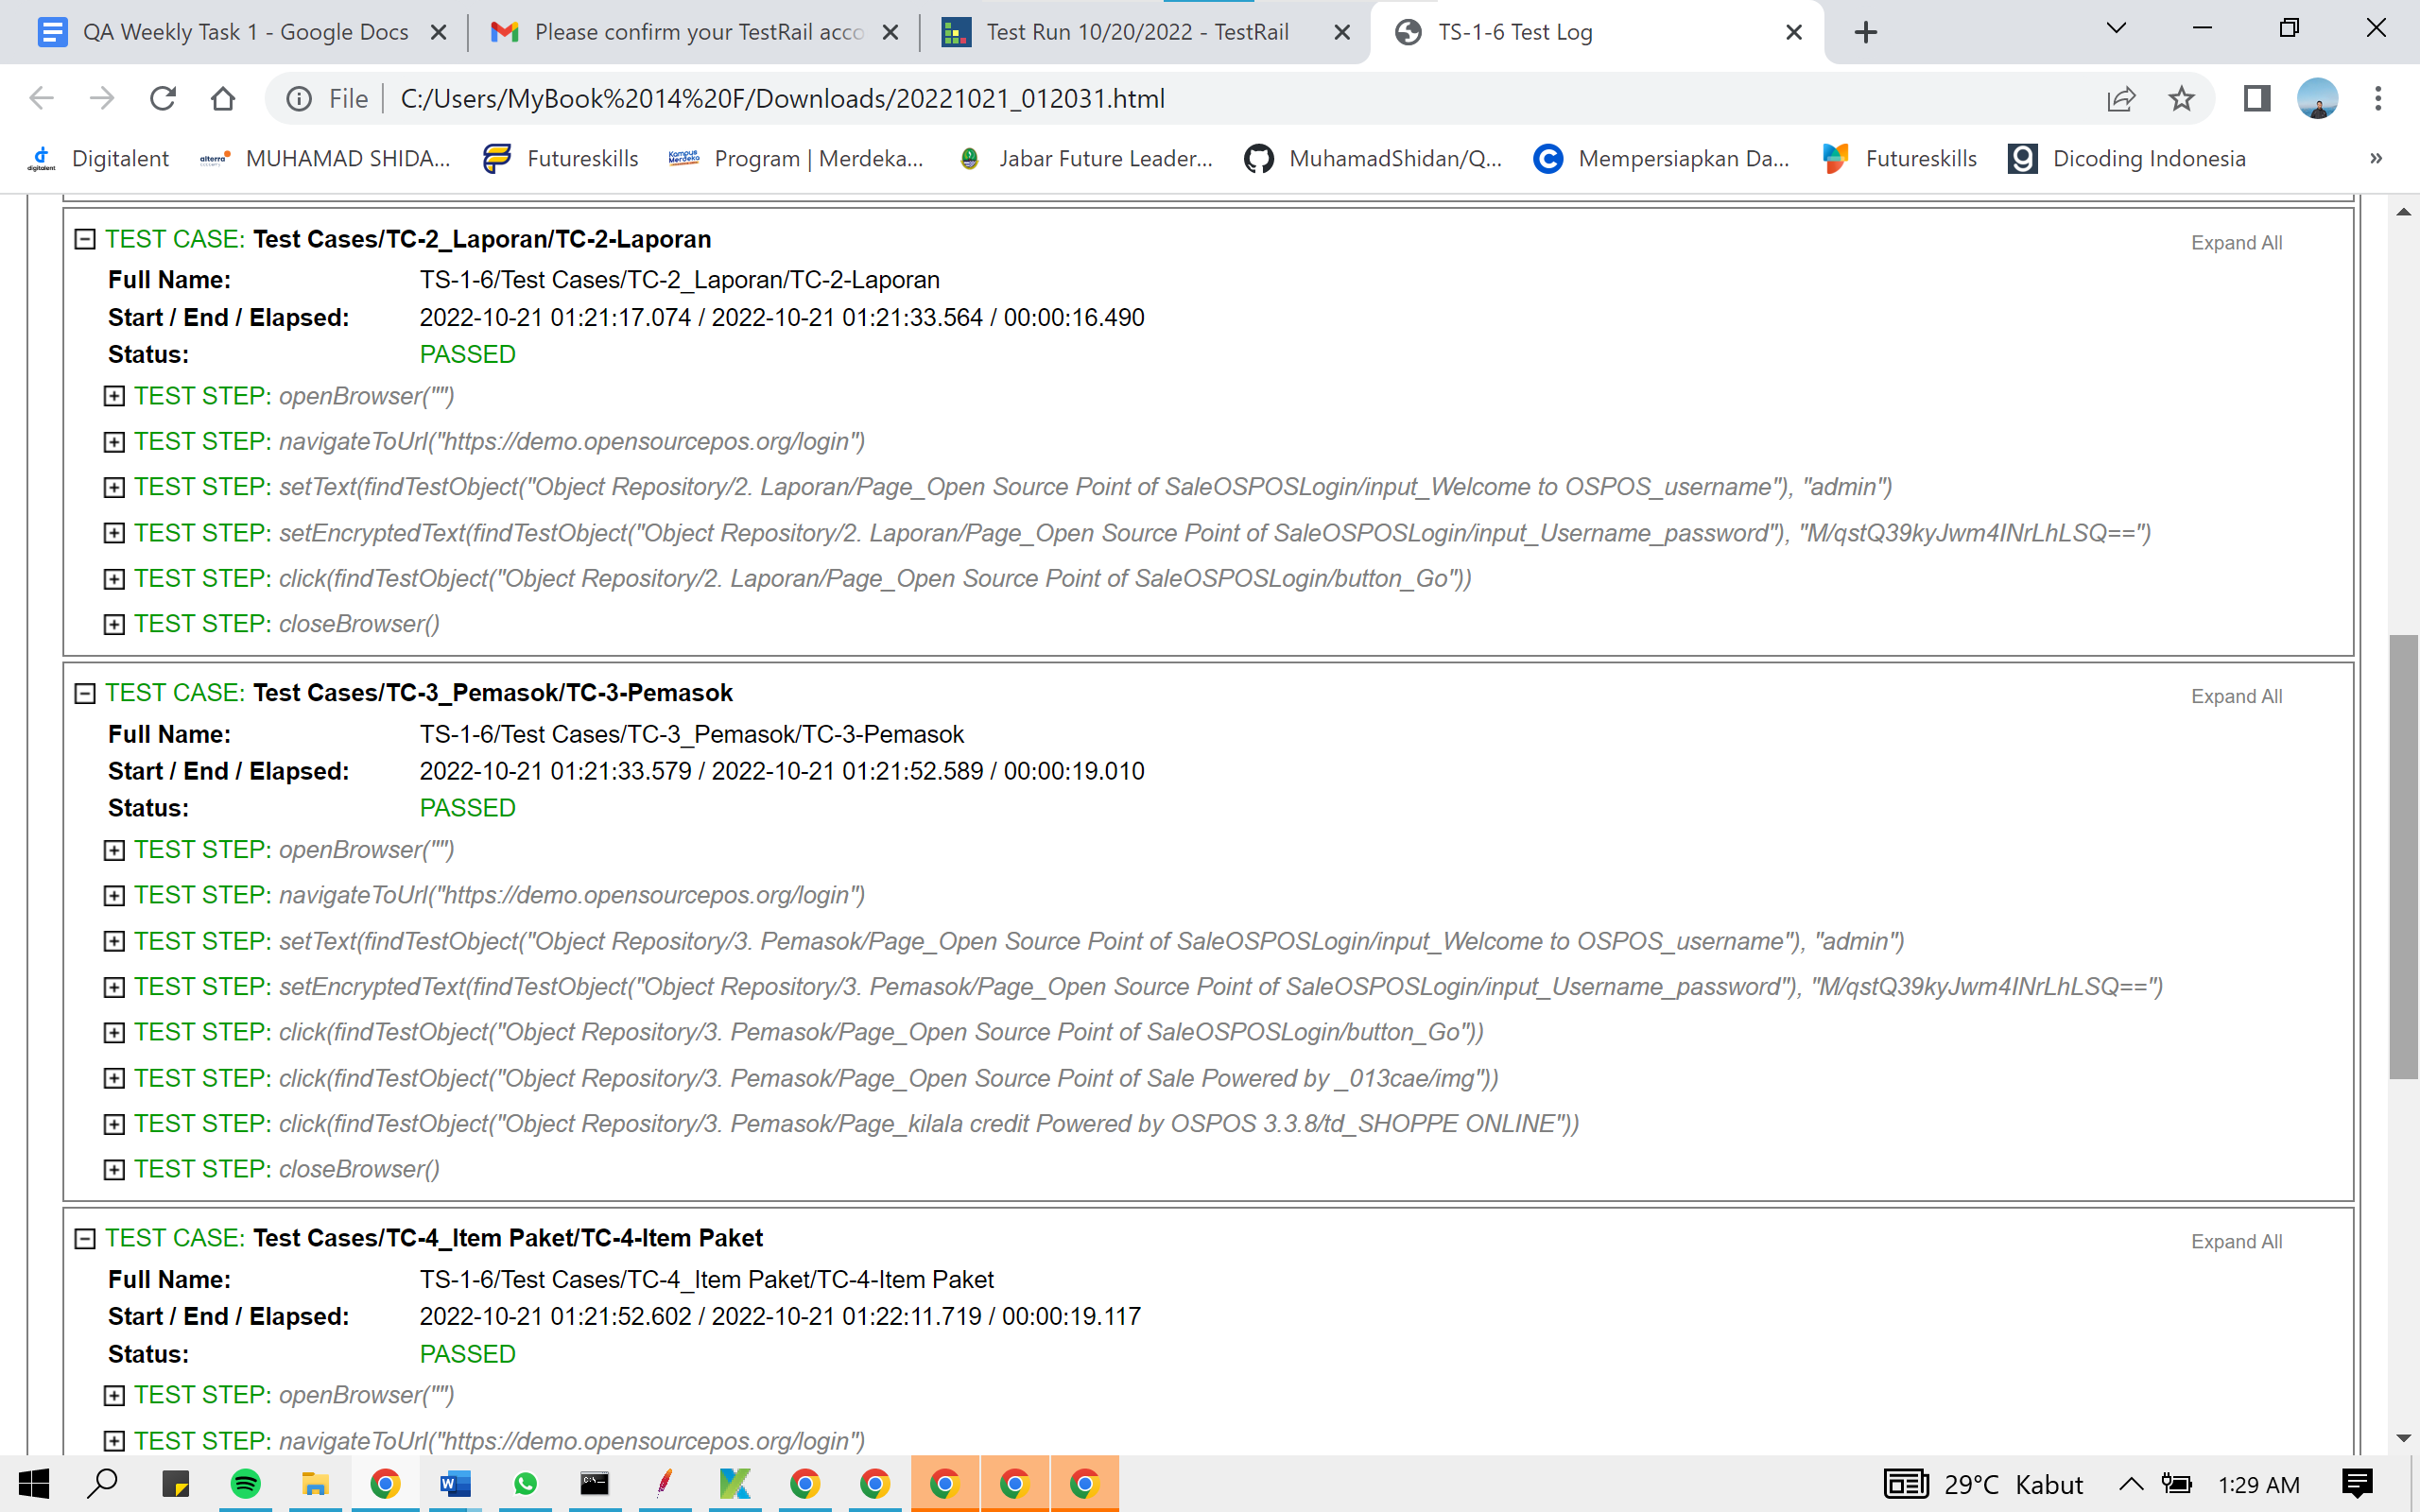 QA Weekly Task 1 - Google Docs
Please confirm your TestRail acco
Test Run 10/20/2022 - TestRail
TS-1-6 Test Log
File
C:/Users/MyBook%2014%20F/Downloads/20221021_012031.html
Digitalent
MUHAMAD SHIDA...
Futureskills
Program | Merdeka...
Jabar Future Leader...
MuhamadShidan/Q...
Mempersiapkan Da...
Futureskills
Dicoding Indonesia
»
TEST CASE: Test Cases/TC-2_Laporan/TC-2-Laporan
Expand All
Full Name: TS-1-6/Test Cases/TC-2_Laporan/TC-2-Laporan
Start / End / Elapsed: 2022-10-21 01:21:17.074 / 2022-10-21 01:21:33.564 / 00:00:16.490
Status: PASSED
TEST STEP: openBrowser("")
TEST STEP: navigateToUrl("https://demo.opensourcepos.org/login")
TEST STEP: setText(findTestObject("Object Repository/2. Laporan/Page_Open Source Point of SaleOSPOSLogin/input_Welcome to OSPOS_username"), "admin")
TEST STEP: setEncryptedText(findTestObject("Object Repository/2. Laporan/Page_Open Source Point of SaleOSPOSLogin/input_Username_password"), "M/qstQ39kyJwm4INrLhLSQ==")
TEST STEP: click(findTestObject("Object Repository/2. Laporan/Page_Open Source Point of SaleOSPOSLogin/button_Go"))
TEST STEP: closeBrowser()
TEST CASE: Test Cases/TC-3_Pemasok/TC-3-Pemasok
Expand All
Full Name: TS-1-6/Test Cases/TC-3_Pemasok/TC-3-Pemasok
Start / End / Elapsed: 2022-10-21 01:21:33.579 / 2022-10-21 01:21:52.589 / 00:00:19.010
Status: PASSED
TEST STEP: openBrowser("")
TEST STEP: navigateToUrl("https://demo.opensourcepos.org/login")
TEST STEP: setText(findTestObject("Object Repository/3. Pemasok/Page_Open Source Point of SaleOSPOSLogin/input_Welcome to OSPOS_username"), "admin")
TEST STEP: setEncryptedText(findTestObject("Object Repository/3. Pemasok/Page_Open Source Point of SaleOSPOSLogin/input_Username_password"), "M/qstQ39kyJwm4INrLhLSQ==")
TEST STEP: click(findTestObject("Object Repository/3. Pemasok/Page_Open Source Point of SaleOSPOSLogin/button_Go"))
TEST STEP: click(findTestObject("Object Repository/3. Pemasok/Page_Open Source Point of Sale Powered by _013cae/img"))
TEST STEP: click(findTestObject("Object Repository/3. Pemasok/Page_kilala credit Powered by OSPOS 3.3.8/td_SHOPPE ONLINE"))
TEST STEP: closeBrowser()
TEST CASE: Test Cases/TC-4_Item Paket/TC-4-Item Paket
Expand All
Full Name: TS-1-6/Test Cases/TC-4_Item Paket/TC-4-Item Paket
Start / End / Elapsed: 2022-10-21 01:21:52.602 / 2022-10-21 01:22:11.719 / 00:00:19.117
Status: PASSED
TEST STEP: openBrowser("")
TEST STEP: navigateToUrl("https://demo.opensourcepos.org/login")
29°C Kabut
1:29 AM